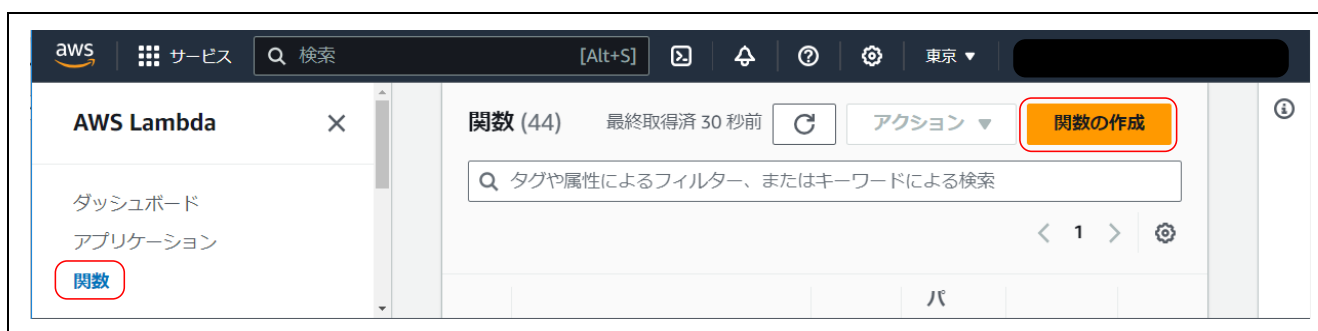 aws サービス 検索 [Alt+S] 東京 ▼
AWS Lambda
関数 (44) 最終取得済 30 秒前 アクション ▼ 関数の作成
タグや属性によるフィルター、またはキーワードによる検索
ダッシュボード
アプリケーション
< 1 >
関数
パ